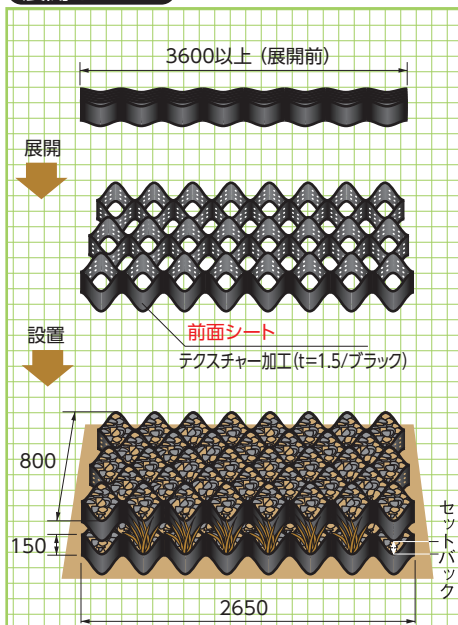 3600以上 (展開前)
展開
前面シート
テクスチャー加工(t=1.5/ブラック)
設置
800
150
セットバック
2650